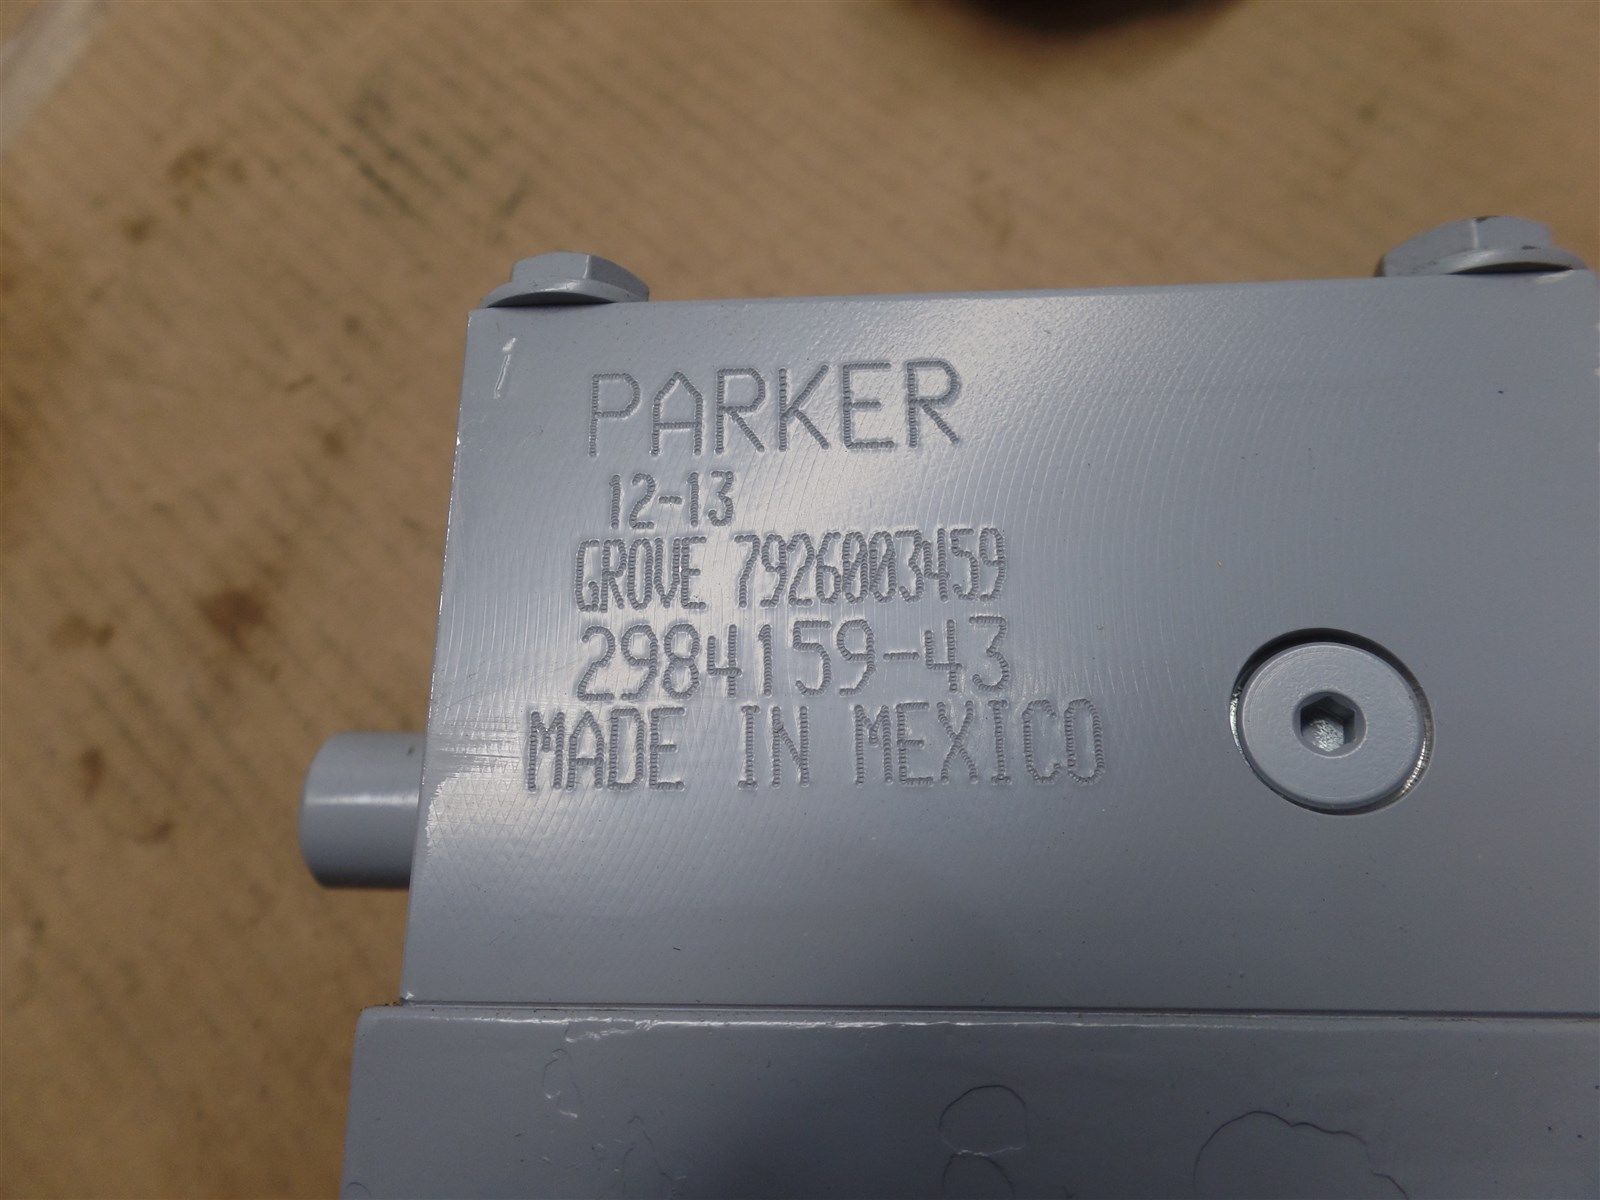 PARKER
12-13
GROVE 7926003459
2984159-43
MADE IN MEXICO